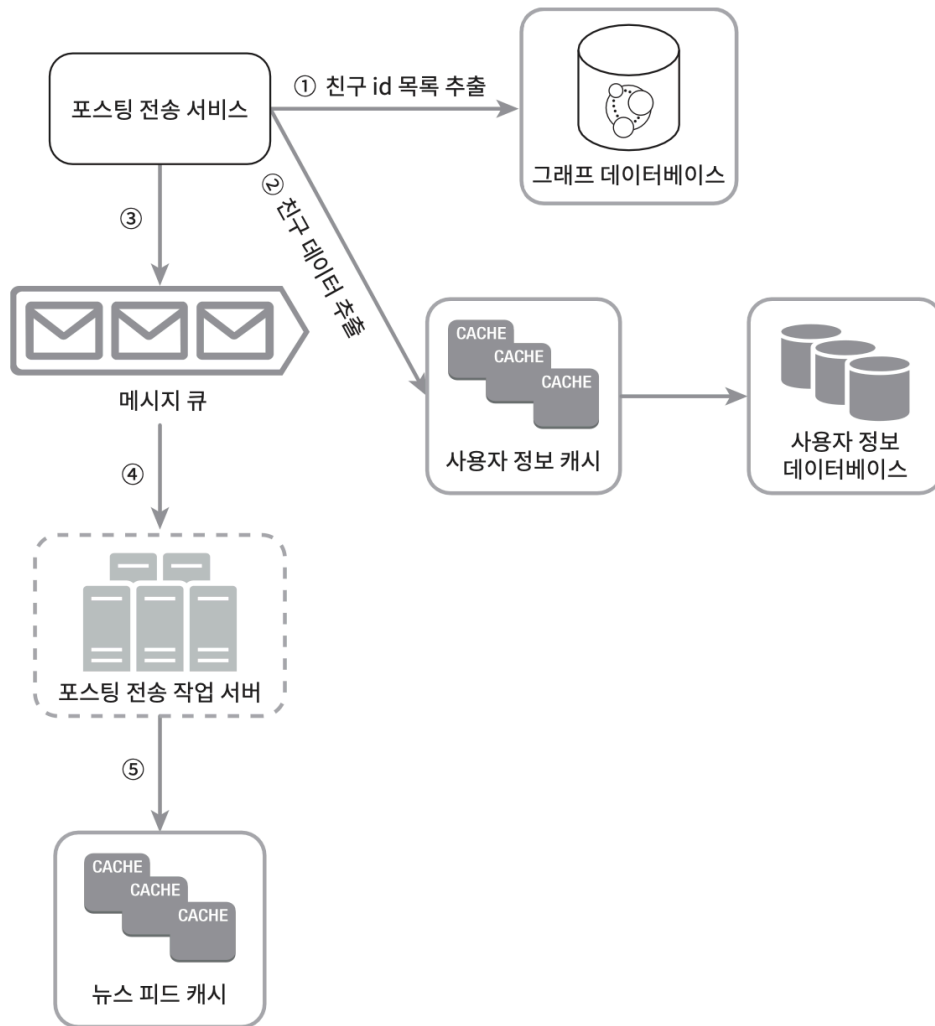 포스팅 전송 서비스
① 친구 id 목록 추출
그래프 데이터베이스
② 친구 데이터 추출
③
메시지 큐
CACHE
CACHE
CACHE
사용자 정보 캐시
사용자 정보
데이터베이스
④
포스팅 전송 작업 서버
⑤
CACHE
CACHE
CACHE
뉴스 피드 캐시